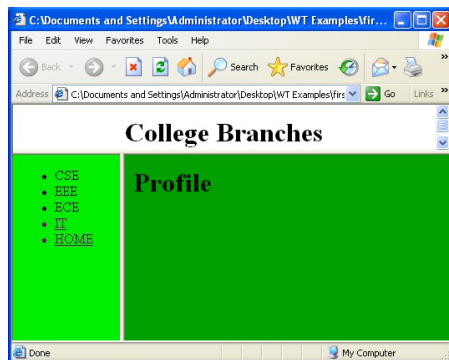 C:\Documents and Settings\Administrator\Desktop\WT Examples\fir...
File Edit View Favorites Tools Help
Back Search Favorites »
Address C:\Documents and Settings\Administrator\Desktop\WT Examples\firs Go Links »
College Branches
CSE
EEE
ECE
IT
HOME
Profile
Done My Computer